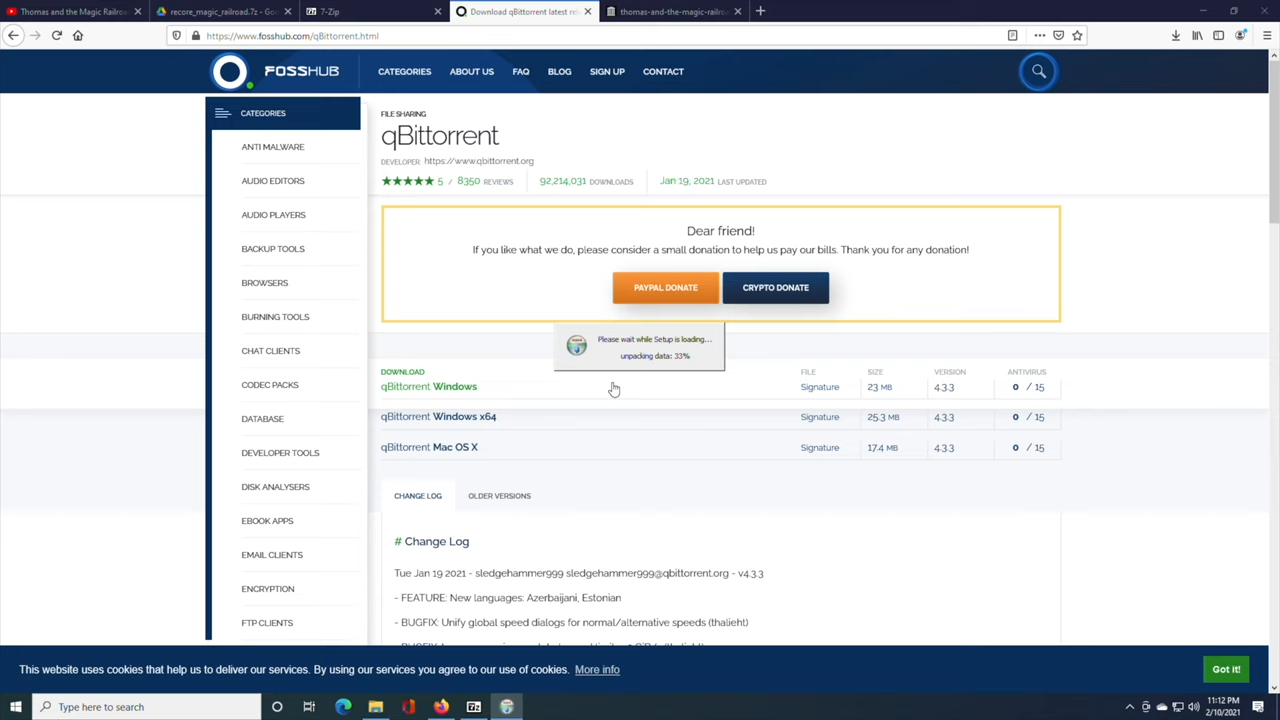 Thomas and the Magic Railroa
recore_magic_railroad.7z - Goo
7-Zip
Download qBittorrent latest rele
thomas-and-the-magic-railroa
https://www.fosshub.com/qBittorrent.html
FOSSHUB
CATEGORIES
ABOUT US
FAQ
BLOG
SIGN UP
CONTACT
CATEGORIES
ANTI MALWARE
AUDIO EDITORS
AUDIO PLAYERS
BACKUP TOOLS
BROWSERS
BURNING TOOLS
CHAT CLIENTS
CODEC PACKS
DATABASE
DEVELOPER TOOLS
DISK ANALYSERS
EBOOK APPS
EMAIL CLIENTS
ENCRYPTION
FTP CLIENTS
FILE SHARING
qBittorrent
DEVELOPER: https://www.qbittorrent.org
5 / 8350 REVIEWS
92,214,031 DOWNLOADS
Jan 19, 2021 LAST UPDATED
Dear friend!
If you like what we do, please consider a small donation to help us pay our bills. Thank you for any donation!
PAYPAL DONATE
CRYPTO DONATE
Please wait while Setup is loading...
unpacking data: 33%
DOWNLOAD FILE SIZE VERSION ANTIVIRUS
qBittorrent Windows Signature 23 MB 4.3.3 0 / 15
qBittorrent Windows x64 Signature 25.3 MB 4.3.3 0 / 15
qBittorrent Mac OS X Signature 17.4 MB 4.3.3 0 / 15
CHANGE LOG
OLDER VERSIONS
# Change Log
Tue Jan 19 2021 - sledgehammer999 sledgehammer999@qbittorrent.org - v4.3.3
- FEATURE: New languages: Azerbaijani, Estonian
- BUGFIX: Unify global speed dialogs for normal/alternative speeds (thalieht)
This website uses cookies that help us to deliver our services. By using our services you agree to our use of cookies. More info
Got it!
Type here to search
7z
11:12 PM
2/10/2021